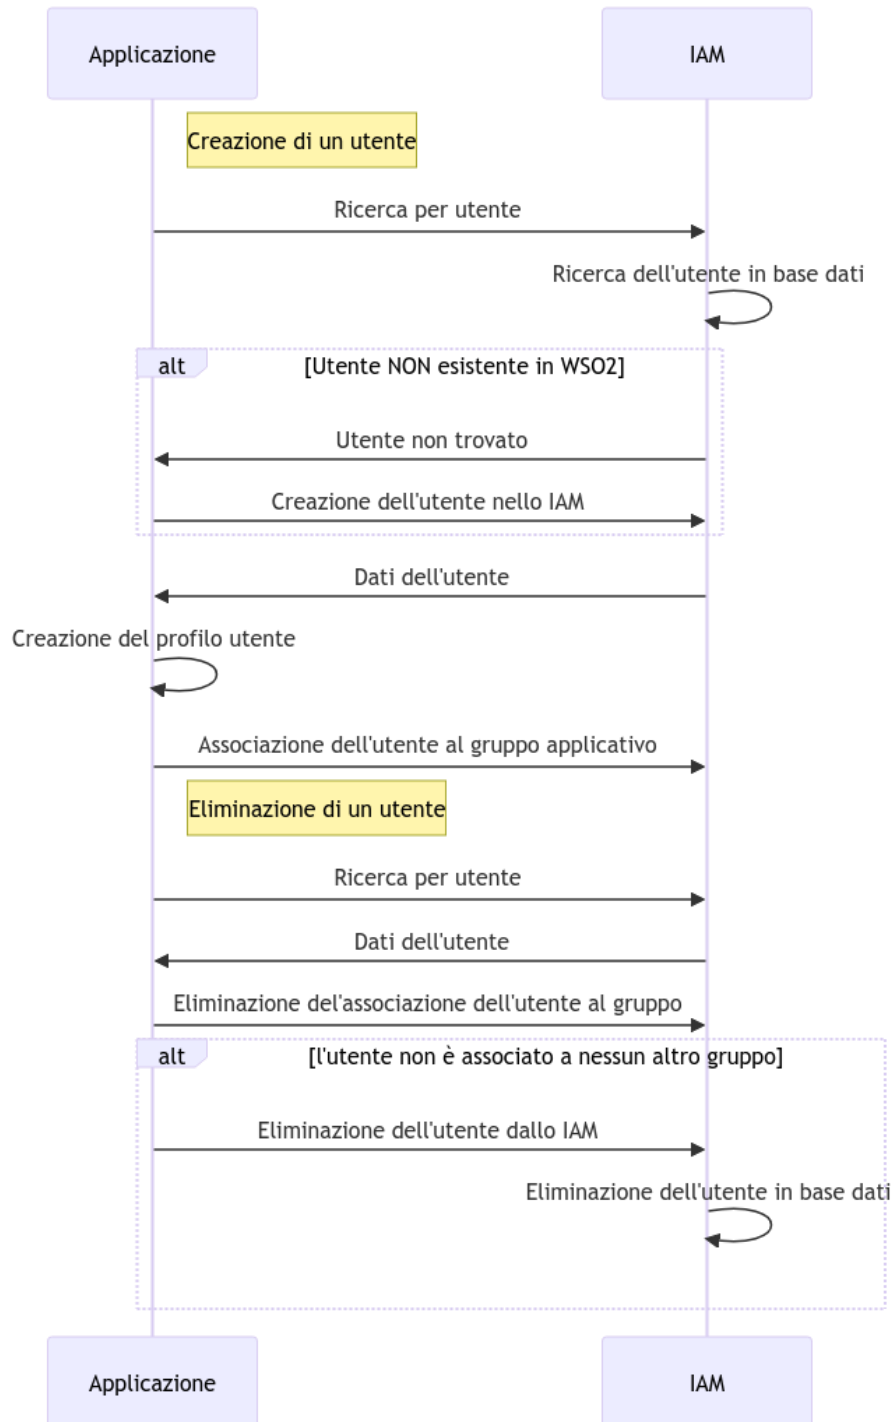 Applicazione
IAM
Creazione di un utente
Ricerca per utente
Ricerca dell'utente in base dati
alt
[Utente NON esistente in WSO2]
Utente non trovato
Creazione dell'utente nello IAM
Dati dell'utente
Creazione del profilo utente
Associazione dell'utente al gruppo applicativo
Eliminazione di un utente
Ricerca per utente
Dati dell'utente
Eliminazione del'associazione dell'utente al gruppo
alt
[l'utente non è associato a nessun altro gruppo]
Eliminazione dell'utente dallo IAM
Eliminazione dell'utente in base dati
Applicazione
IAM